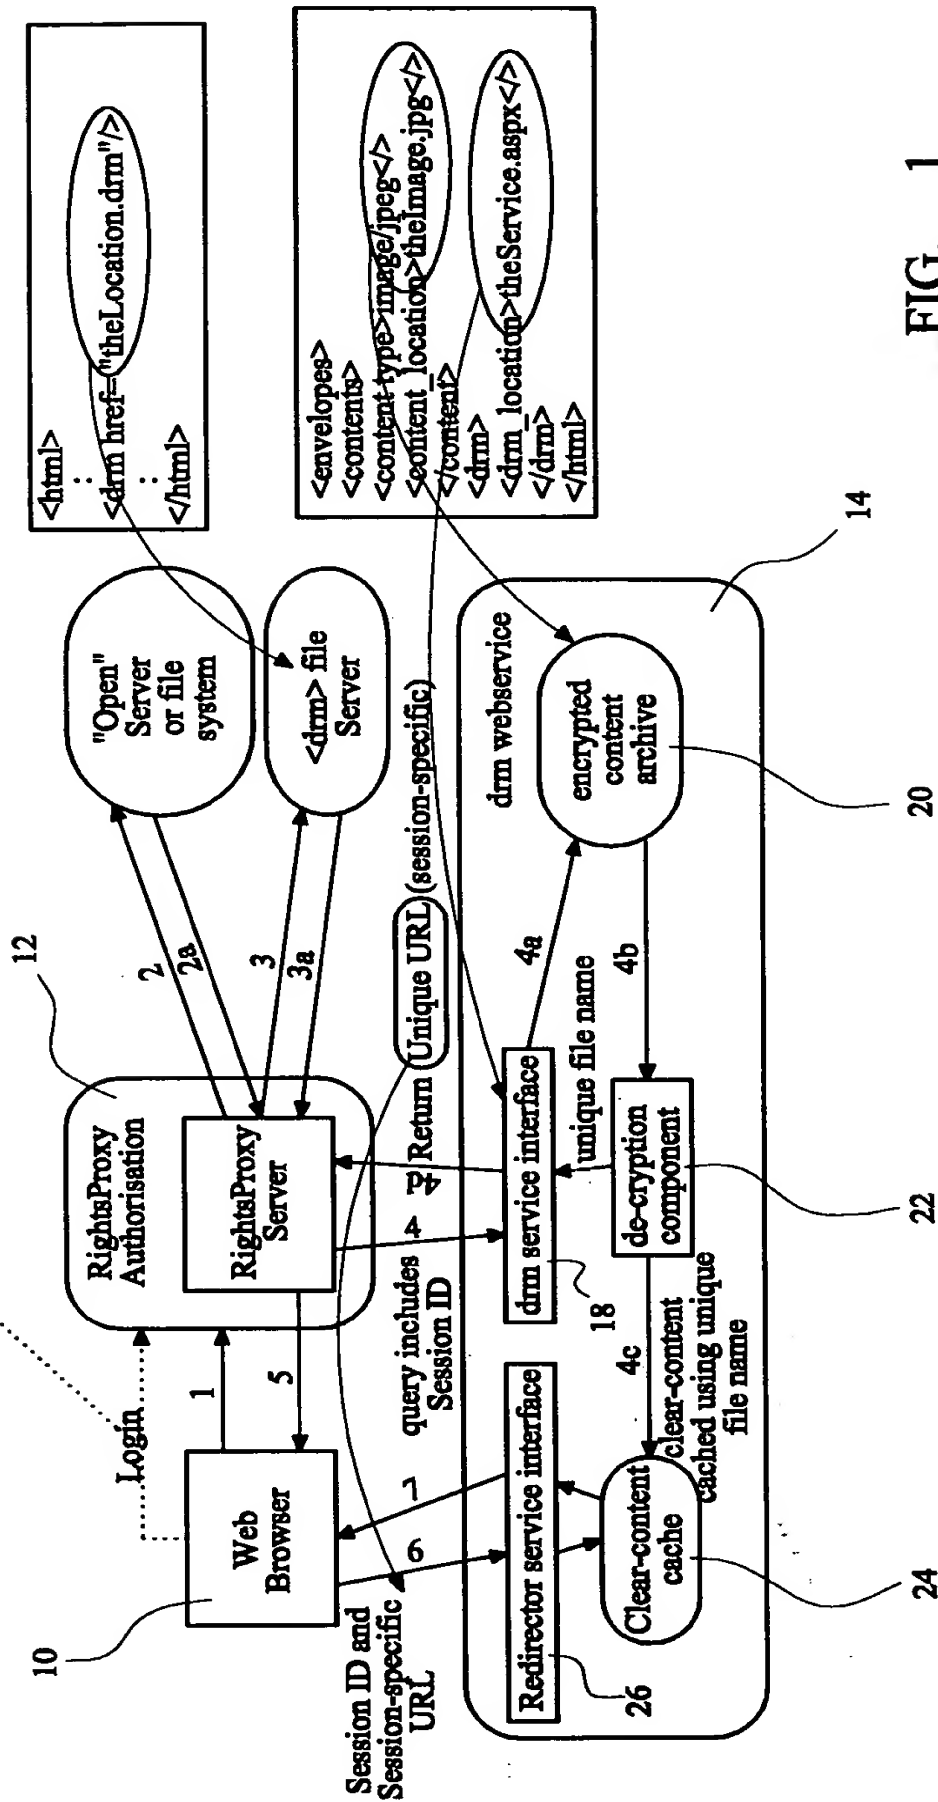 <html>
:
<drm href="theLocation.drm"/>
:
</html>
<envelopes>
<contents>
<content type>image/jpeg</>
<content_location>theImage.jpg</>
</content>
<drm>
<drm_location>theService.aspx</>
</drm>
</html>
"Open"
Server
or file
system
<drm> file
Server
12
RightsProxy
Authorisation
RightsProxy
Server
2
2a
3
3a
Login
1
5
Web
Browser
10
4d Return Unique URL (session-specific)
4
query includes
Session ID
7
6
Session ID and
Session-specific
URL
drm webservice
14
encrypted
content
archive
20
4a
4b
unique file name
drm service interface
18
de-cryption
component
22
4c
clear-content
cached using unique
file name
Redirector service interface
26
Clear-content
cache
24
FIG. 1